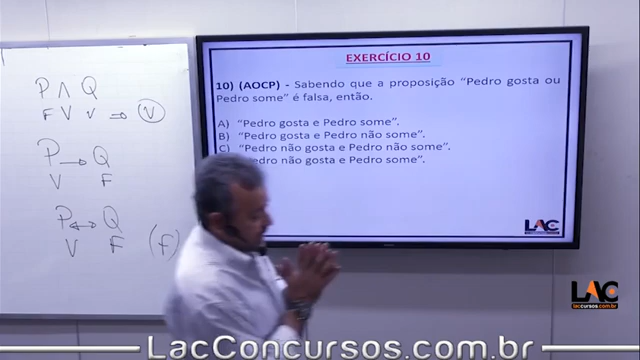 P ∧ Q
F V V ⇒ V
P → Q
V F
P ↔ Q
V F (F)
EXERCÍCIO 10
10) (AOCP) - Sabendo que a proposição “Pedro gosta ou
Pedro some” é falsa, então.
A) “Pedro gosta e Pedro some”.
B) “Pedro gosta e Pedro não some”.
C) “Pedro não gosta e Pedro não some”.
“Pedro não gosta e Pedro some”.
LAC
LAC
laccursos.com.br
LacConcursos.com.br